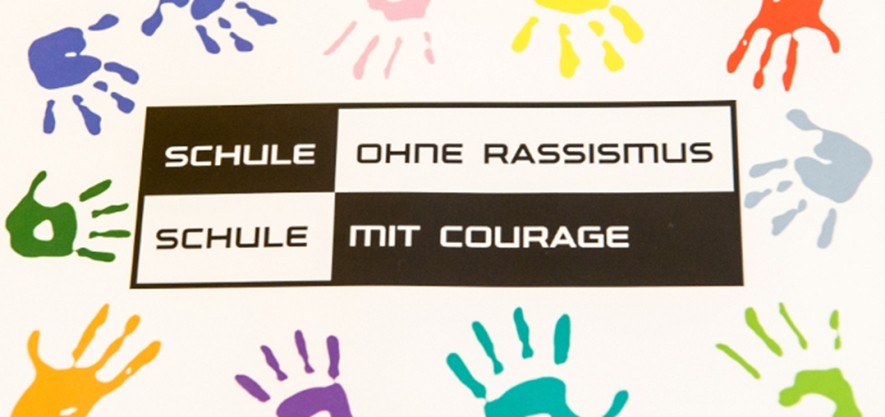 SCHULE OHNE RASSISMUS
SCHULE MIT COURAGE